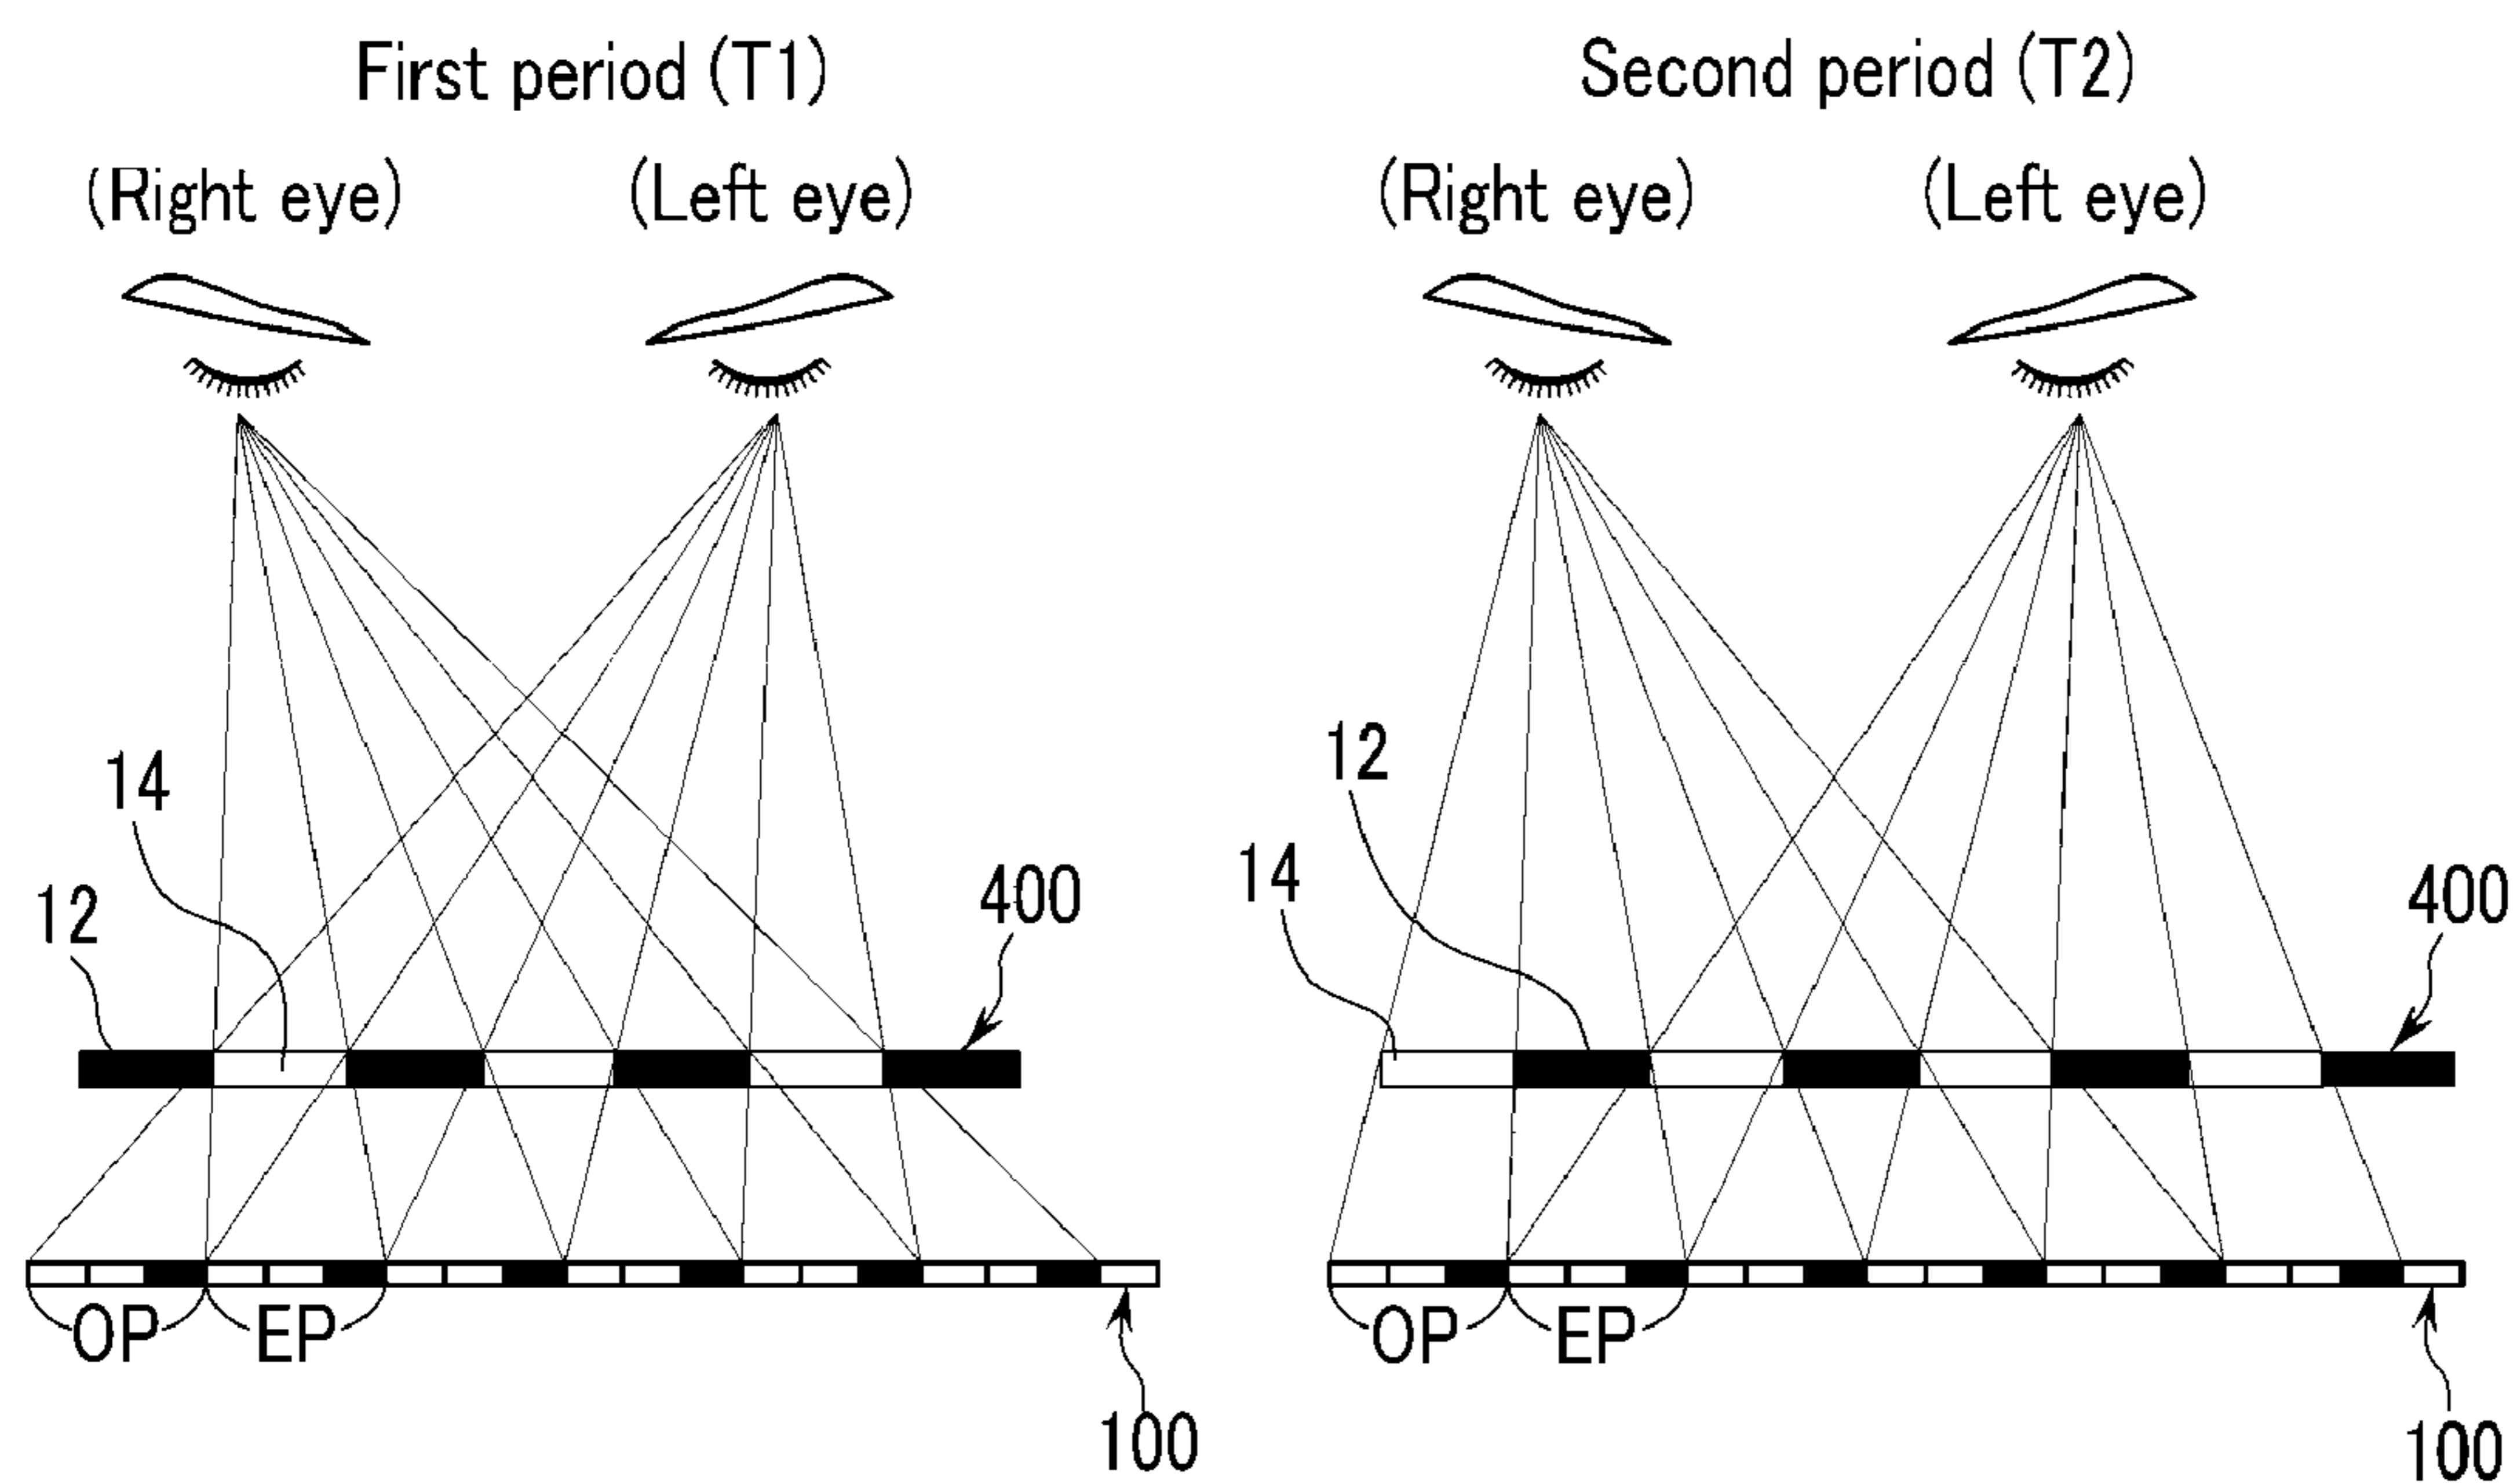 First period (T1)
(Right eye) (Left eye)
14
12
400
OP EP
100
Second period (T2)
(Right eye) (Left eye)
12
14
400
OP EP
100